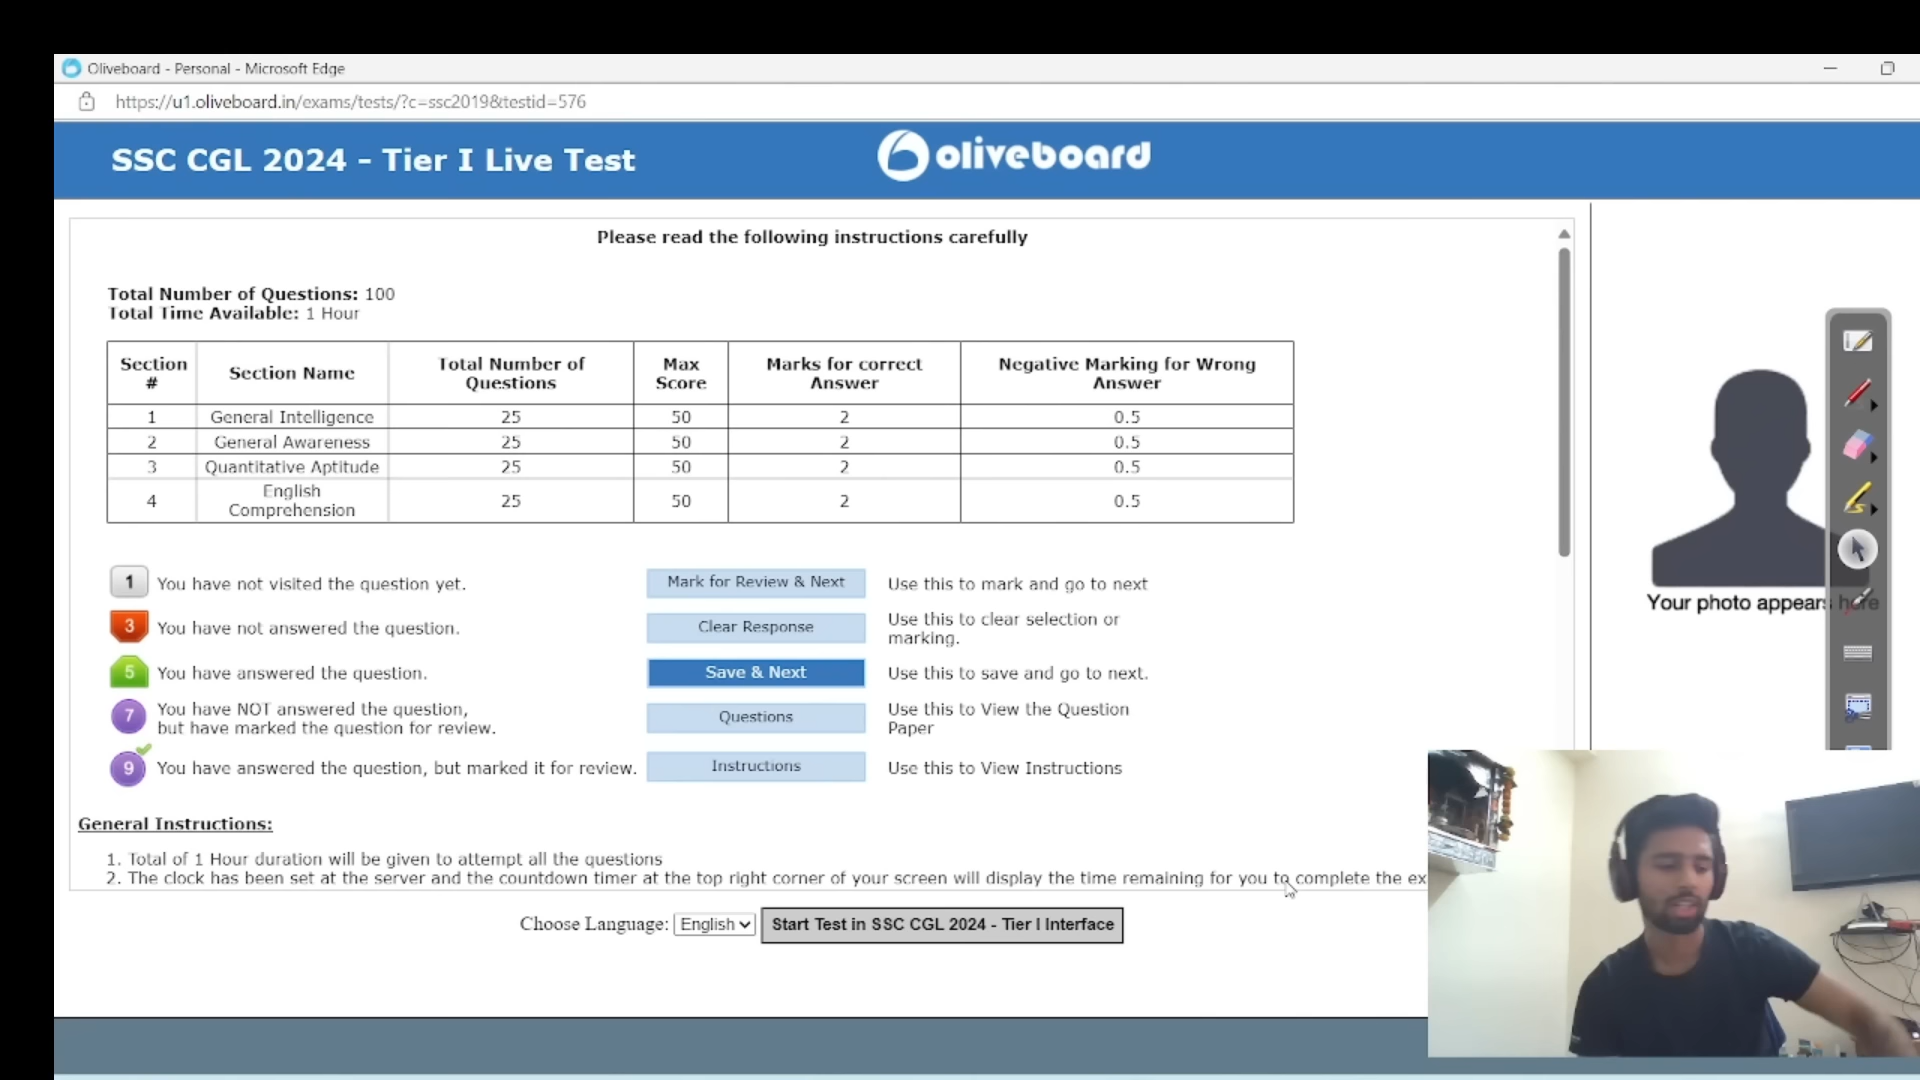 Oliveboard - Personal - Microsoft Edge
https://u1.oliveboard.in/exams/tests/?c=ssc2019&testid=576
SSC CGL 2024 - Tier I Live Test
oliveboard
Please read the following instructions carefully
Total Number of Questions: 100
Total Time Available: 1 Hour
Section # Section Name Total Number of Questions Max Score Marks for correct Answer Negative Marking for Wrong Answer
1 General Intelligence 25 50 2 0.5
2 General Awareness 25 50 2 0.5
3 Quantitative Aptitude 25 50 2 0.5
4 English Comprehension 25 50 2 0.5
1 You have not visited the question yet. Mark for Review & Next Use this to mark and go to next
3 You have not answered the question. Clear Response Use this to clear selection or marking.
5 You have answered the question. Save & Next Use this to save and go to next.
7 You have NOT answered the question, but have marked the question for review. Questions Use this to View the Question Paper
9 You have answered the question, but marked it for review. Instructions Use this to View Instructions
General Instructions:
1. Total of 1 Hour duration will be given to attempt all the questions
2. The clock has been set at the server and the countdown timer at the top right corner of your screen will display the time remaining for you to complete the ex
Choose Language: English Start Test in SSC CGL 2024 - Tier I Interface
Your photo appears here